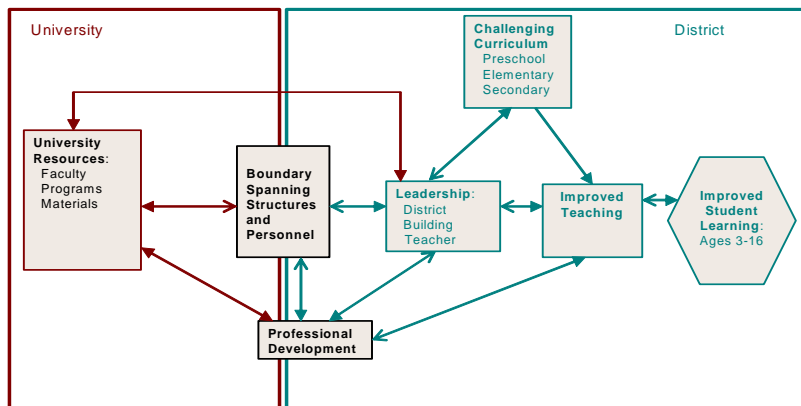 University
District
Challenging
Curriculum
Preschool
Elementary
Secondary
University
Resources:
Faculty
Programs
Materials
Boundary
Spanning
Structures
and
Personnel
Leadership:
District
Building
Teacher
Improved
Teaching
Improved
Student
Learning:
Ages 3-16
Professional
Development